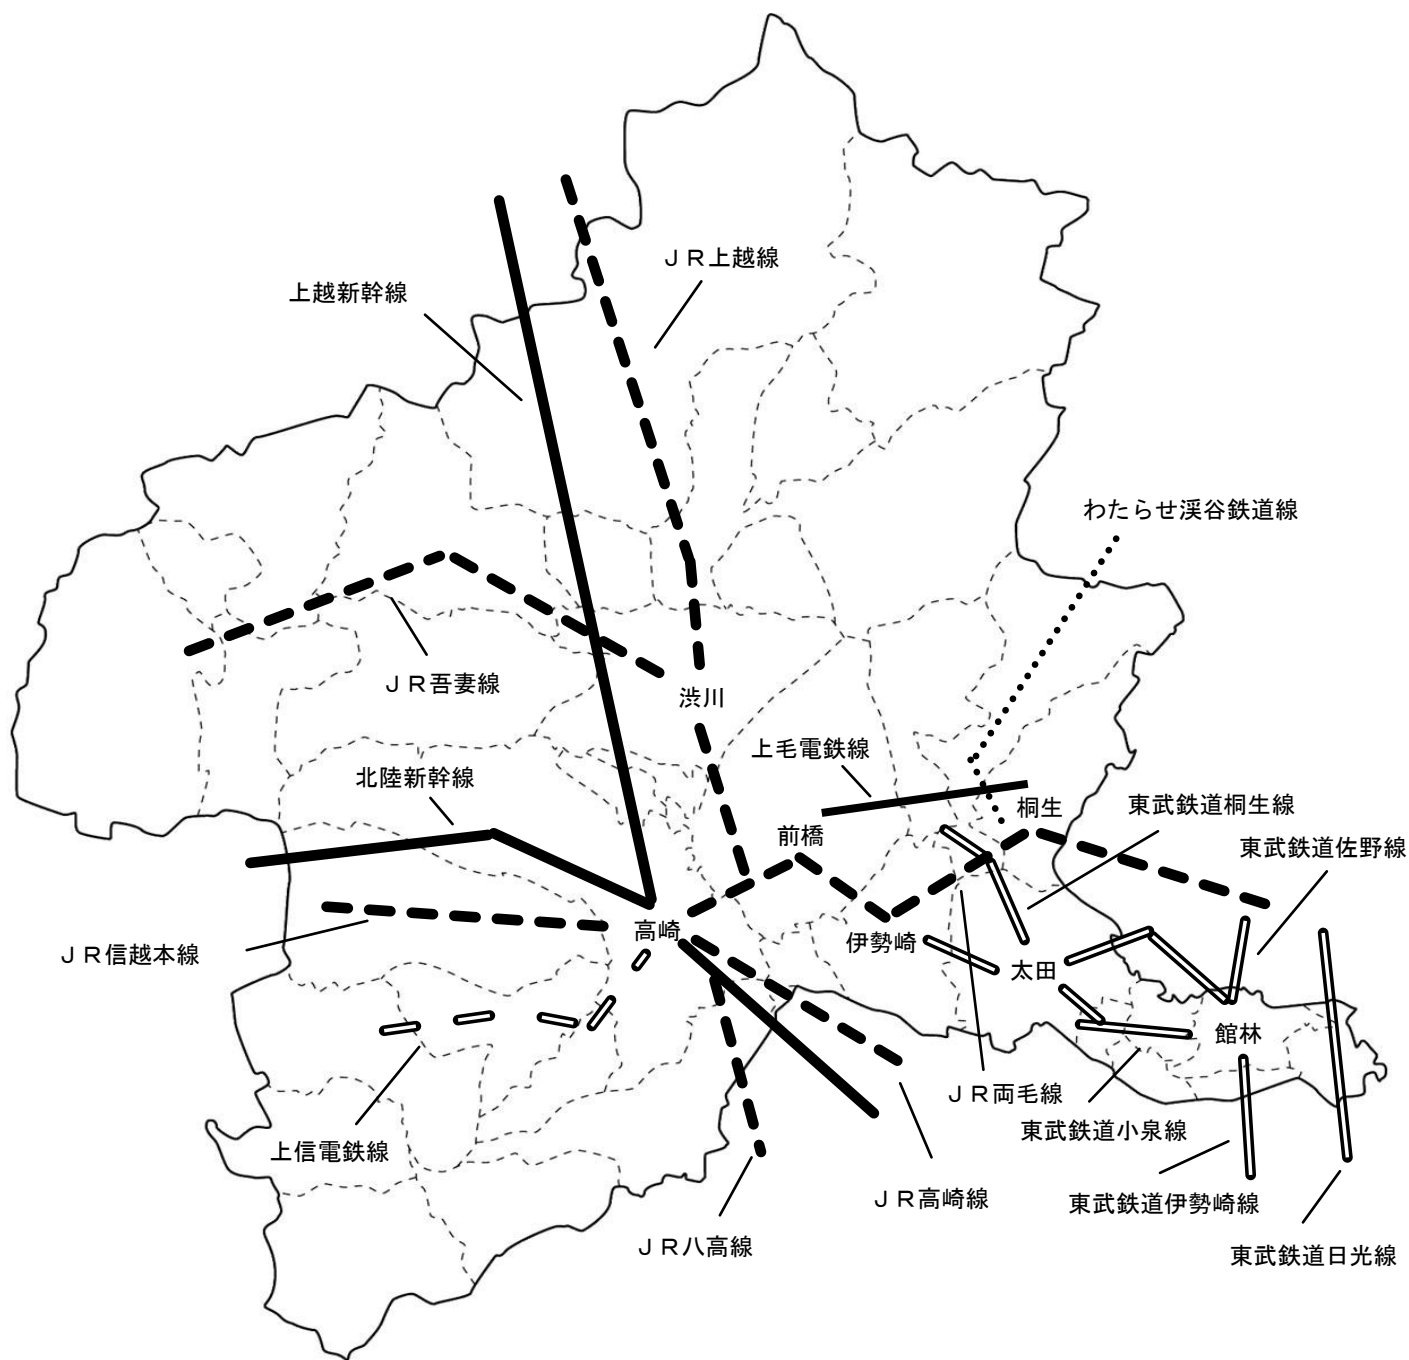 ＪＲ上越線
上越新幹線
わたらせ渓谷鉄道線
ＪＲ吾妻線
渋川
上毛電鉄線
北陸新幹線
桐生
東武鉄道桐生線
前橋
東武鉄道佐野線
高崎
伊勢崎
ＪＲ信越本線
太田
館林
ＪＲ両毛線
東武鉄道小泉線
上信電鉄線
ＪＲ高崎線
東武鉄道伊勢崎線
ＪＲ八高線
東武鉄道日光線